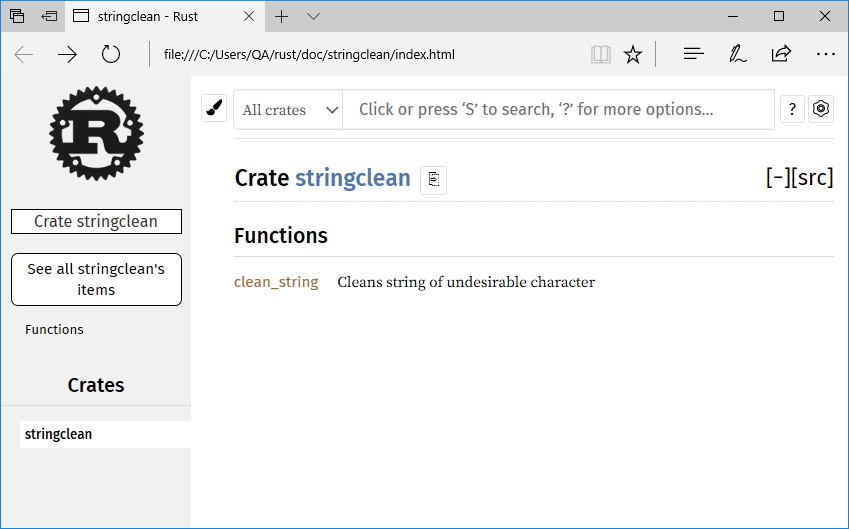 stringclean - Rust
file:///C:/Users/QA/rust/doc/stringclean/index.html
R
All crates
Click or press ‘S’ to search, ‘?’ for more options…
?
Crate stringclean
[-][src]
Crate stringclean
See all stringclean's
items
Functions
Functions
clean_string Cleans string of undesirable character
Crates
stringclean